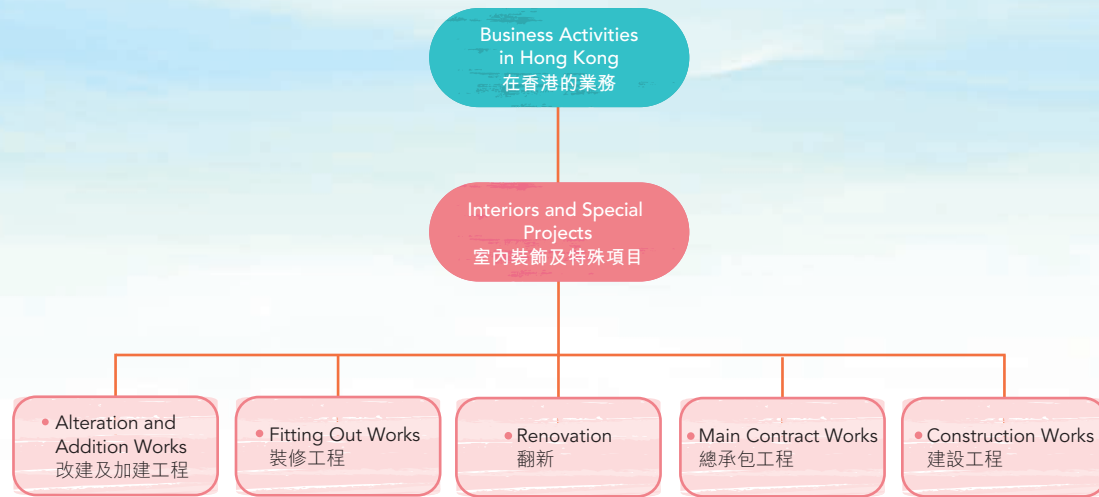 Business Activities
in Hong Kong
在香港的業務
Interiors and Special
Projects
室內裝飾及特殊項目
• Alteration and
Addition Works
改建及加建工程
• Fitting Out Works
裝修工程
• Renovation
翻新
• Main Contract Works
總承包工程
• Construction Works
建設工程